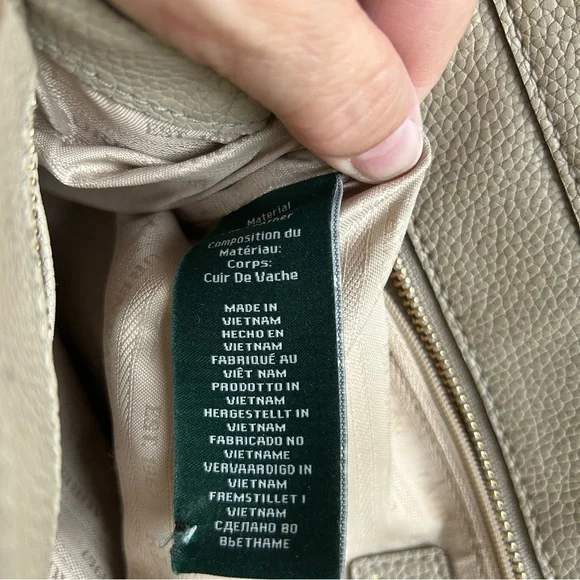 Material
Composition du
Matériau:
Corps:
Cuir De Vache
MADE IN
VIETNAM
HECHO EN
VIETNAM
FABRIQUÉ AU
VIÊT NAM
PRODOTTO IN
VIETNAM
HERGESTELLT IN
VIETNAM
FABRICADO NO
VIETNAME
VERVAARDIGD IN
VIETNAM
FREMSTILLET I
VIETNAM
СДЕЛАНО ВО
ВЬЕТНАМЕ